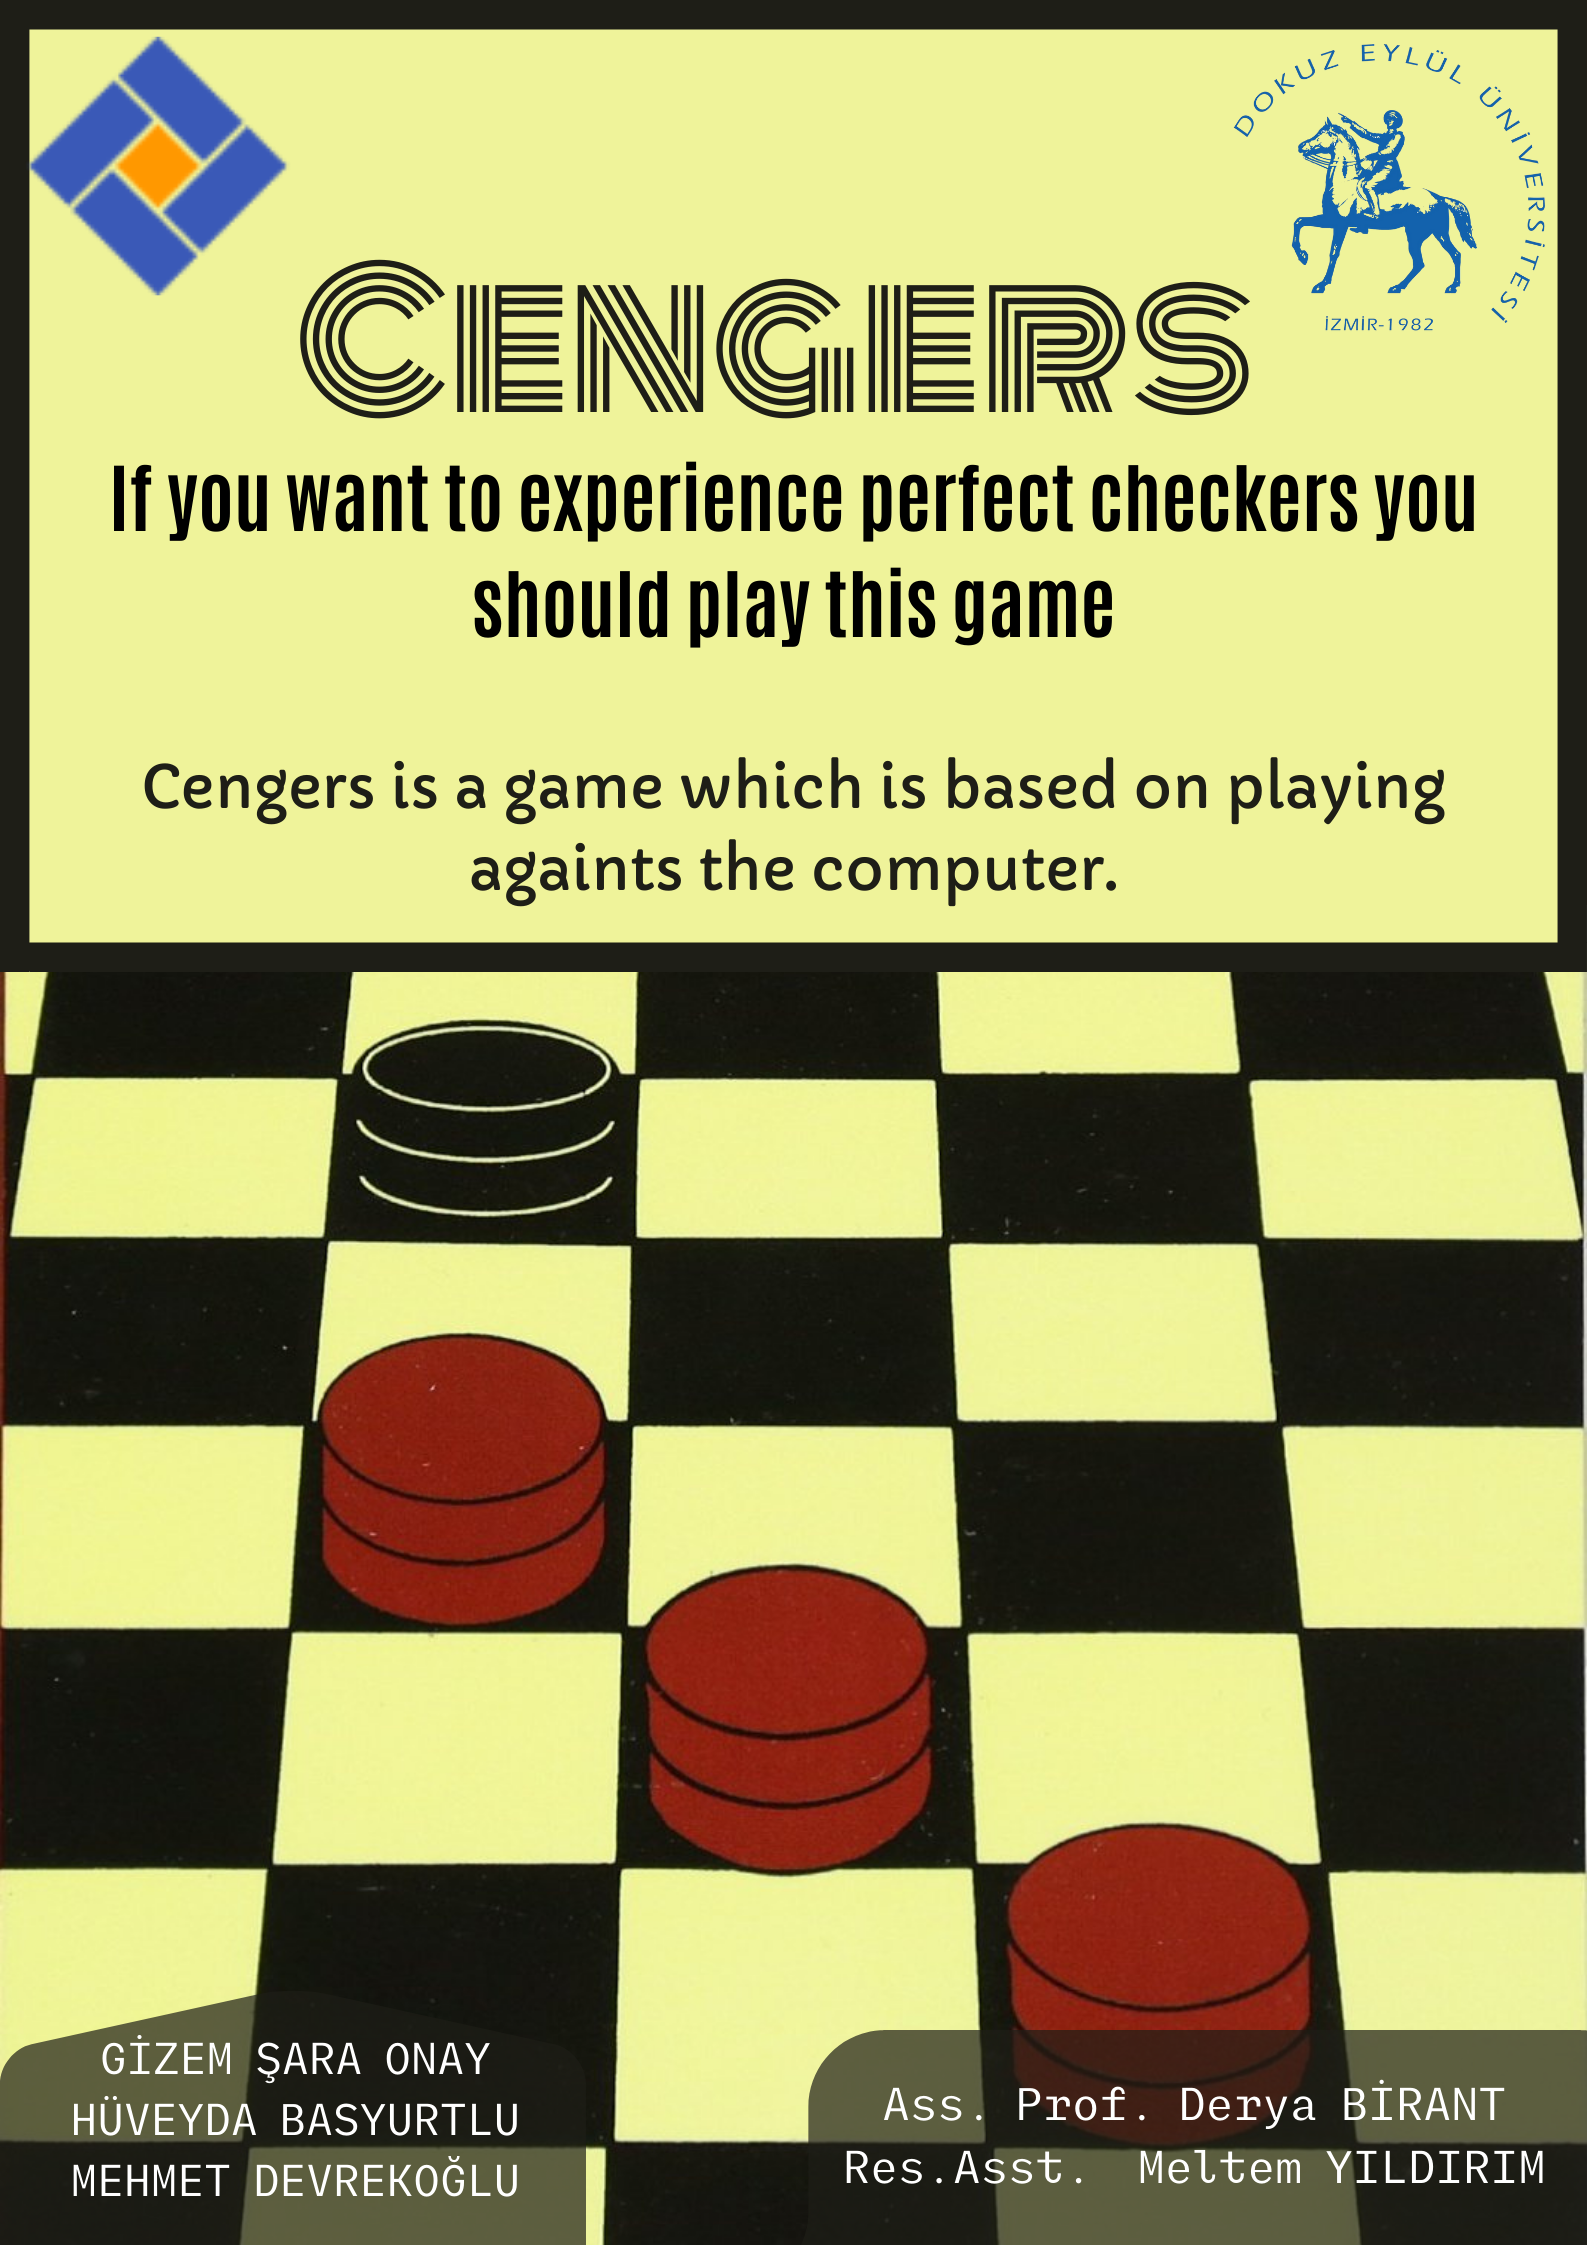 DOKUZ EYLÜL ÜNİVERSİTESİ
İZMİR-1982
CENGERS
If you want to experience perfect checkers you
should play this game
Cengers is a game which is based on playing
againts the computer.
GİZEM ŞARA ONAY
HÜVEYDA BASYURTLU
MEHMET DEVREKOĞLU
Ass. Prof. Derya BİRANT
Res.Asst. Meltem YILDIRIM